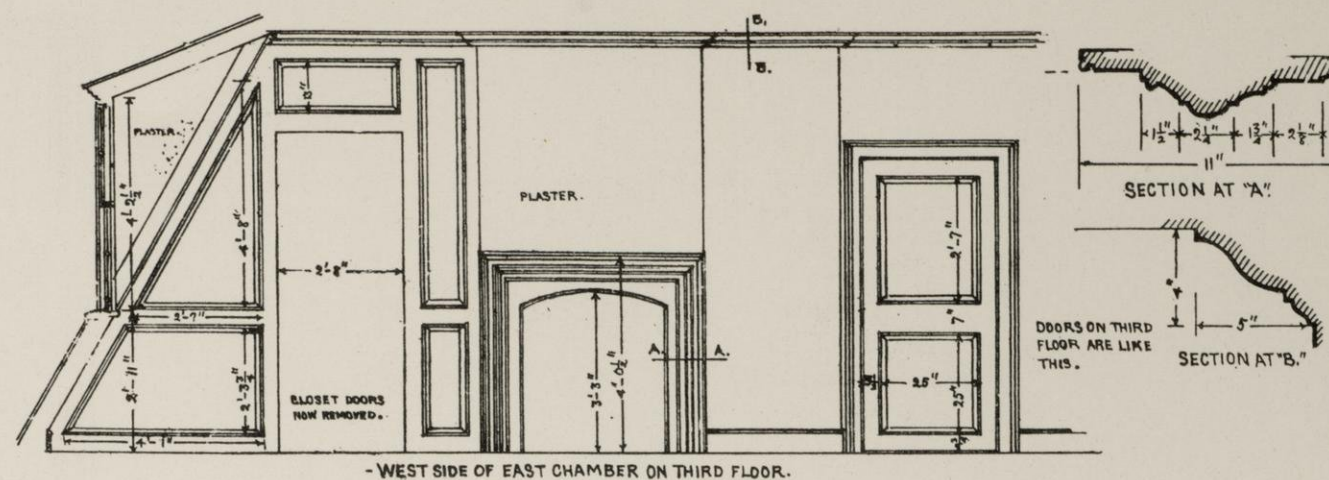 B.
B.
13"
PLASTER.
4'-2½"
4'-8"
2'-8"
PLASTER.
2'-7"
7"
25"
25"
2'-7"
2'-11"
2'-3¾"
4'-1"
CLOSET DOORS
NOW REMOVED.
A. A.
3'-3"
4'-0½"
DOORS ON THIRD
FLOOR ARE LIKE
THIS.
1½" 2¼" 1¾" 2⅛"
11"
SECTION AT "A".
4"
5"
SECTION AT "B."
- WEST SIDE OF EAST CHAMBER ON THIRD FLOOR.